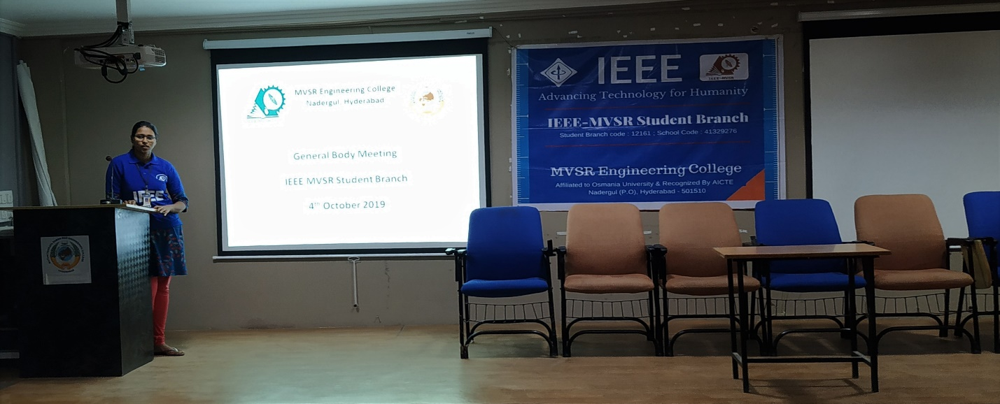 MVSR Engineering College
Nadergul, Hyderabad
General Body Meeting
IEEE MVSR Student Branch
4th October 2019
IEEE
IEEE-MVSR
Advancing Technology for Humanity
IEEE-MVSR Student Branch
Student Branch code : 12161 ; School Code : 41329276
MVSR Engineering College
Affiliated to Osmania University & Recognized By AICTE
Nadergul (P.O), Hyderabad - 501510
IEEE